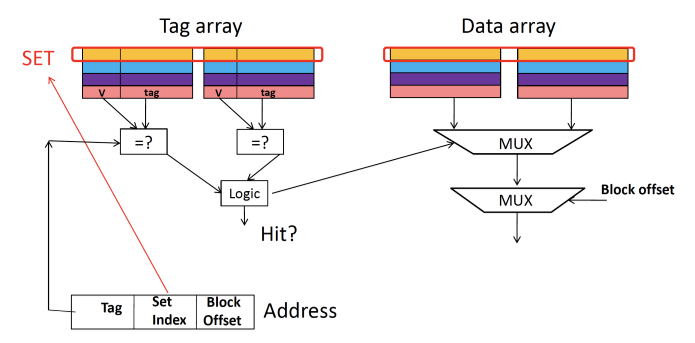 Tag array
Data array
SET
V
tag
V
tag
=?
=?
MUX
Logic
MUX
Block offset
Hit?
Tag
Set
Index
Block
Offset
Address